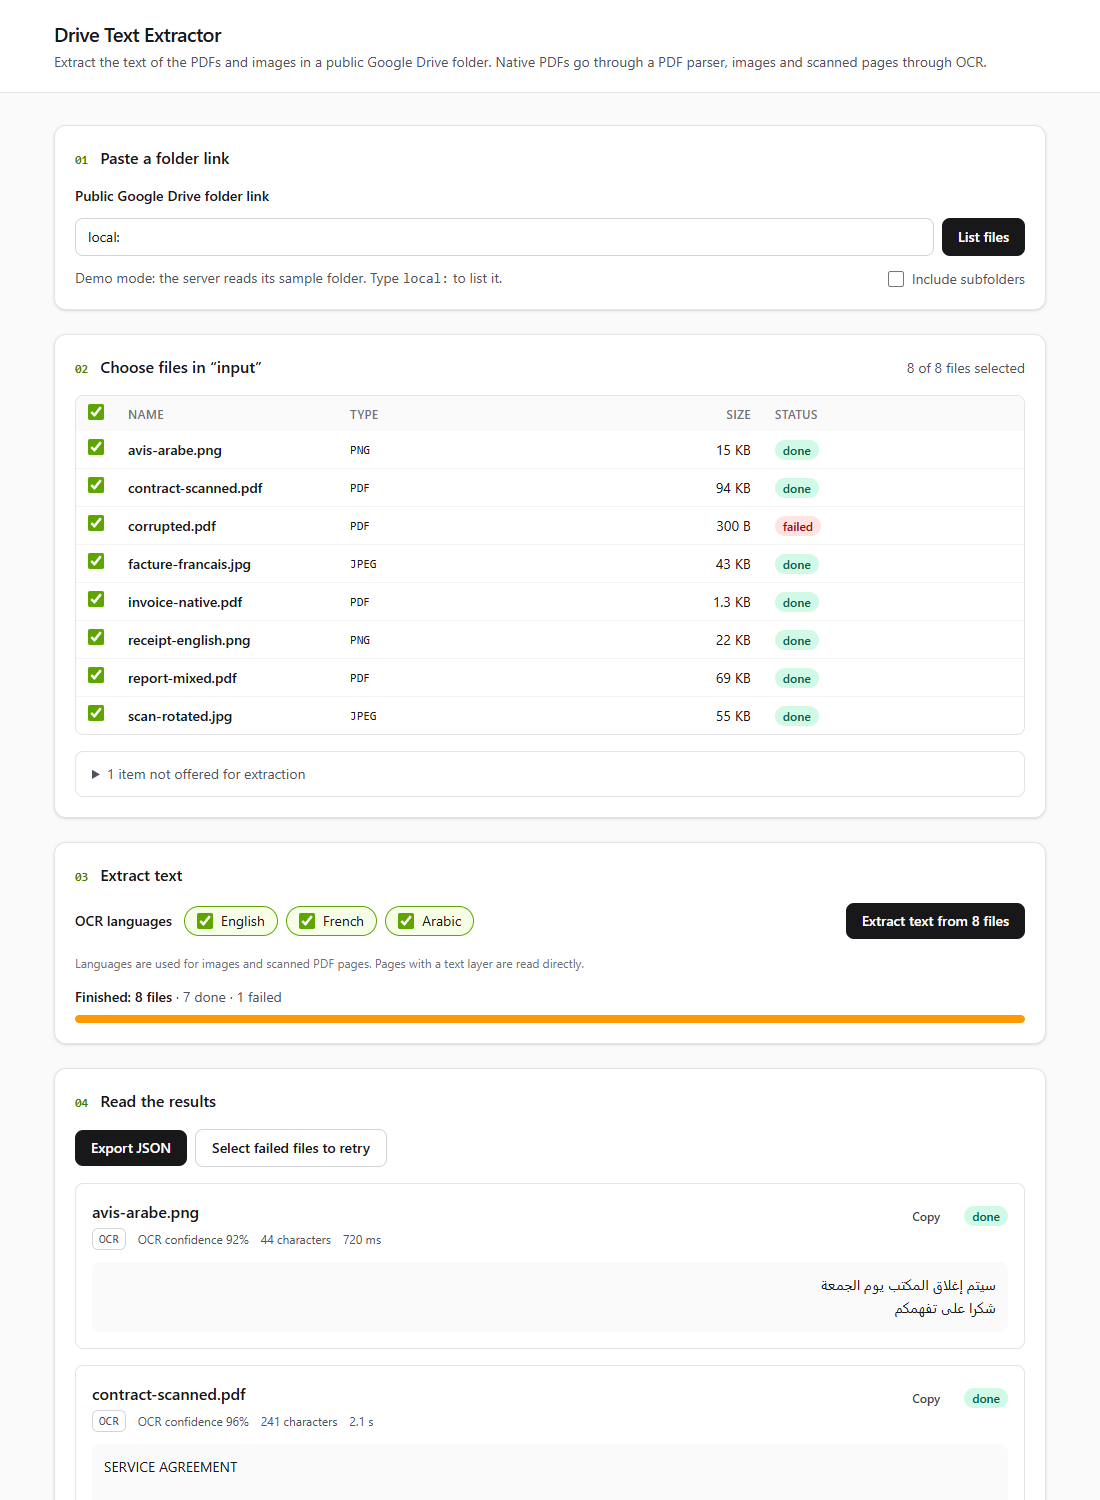 Drive Text Extractor
Extract the text of the PDFs and images in a public Google Drive folder. Native PDFs go through a PDF parser, images and scanned pages through OCR.
01 Paste a folder link
Public Google Drive folder link
local: List files
Demo mode: the server reads its sample folder. Type local: to list it. Include subfolders
02 Choose files in “input” 8 of 8 files selected
NAME TYPE SIZE STATUS
avis-arabe.png PNG 15 KB done
contract-scanned.pdf PDF 94 KB done
corrupted.pdf PDF 300 B failed
facture-francais.jpg JPEG 43 KB done
invoice-native.pdf PDF 1.3 KB done
receipt-english.png PNG 22 KB done
report-mixed.pdf PDF 69 KB done
scan-rotated.jpg JPEG 55 KB done
1 item not offered for extraction
03 Extract text
OCR languages English French Arabic Extract text from 8 files
Languages are used for images and scanned PDF pages. Pages with a text layer are read directly.
Finished: 8 files · 7 done · 1 failed
04 Read the results
Export JSON Select failed files to retry
avis-arabe.png Copy done
OCR OCR confidence 92% 44 characters 720 ms
سيتم إغلاق المكتب يوم الجمعة
شكرا على تفهمكم
contract-scanned.pdf Copy done
OCR OCR confidence 96% 241 characters 2.1 s
SERVICE AGREEMENT